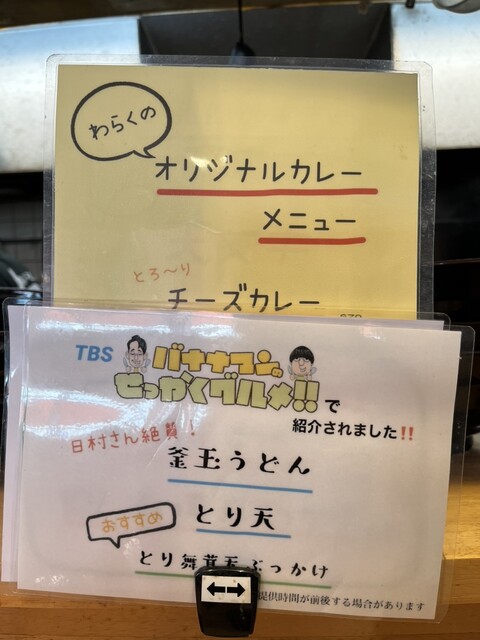 わらくの
オリジナルカレー
メニュー
とろ〜り
チーズカレー
TBS
バナナマンの
せっかくグルメ!!で
紹介されました!!
日村さん絶賛!
釜玉うどん
とり天
おすすめ
とり舞茸天ぶっかけ
提供時間が前後する場合があります